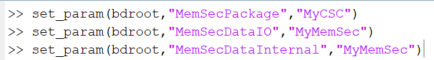 >> set_param(bdroot,"MemSecPackage","MyCSC")
>> set_param(bdroot,"MemSecDataIO","MyMemSec")
>> set_param(bdroot,"MemSecDataInternal","MyMemSec")